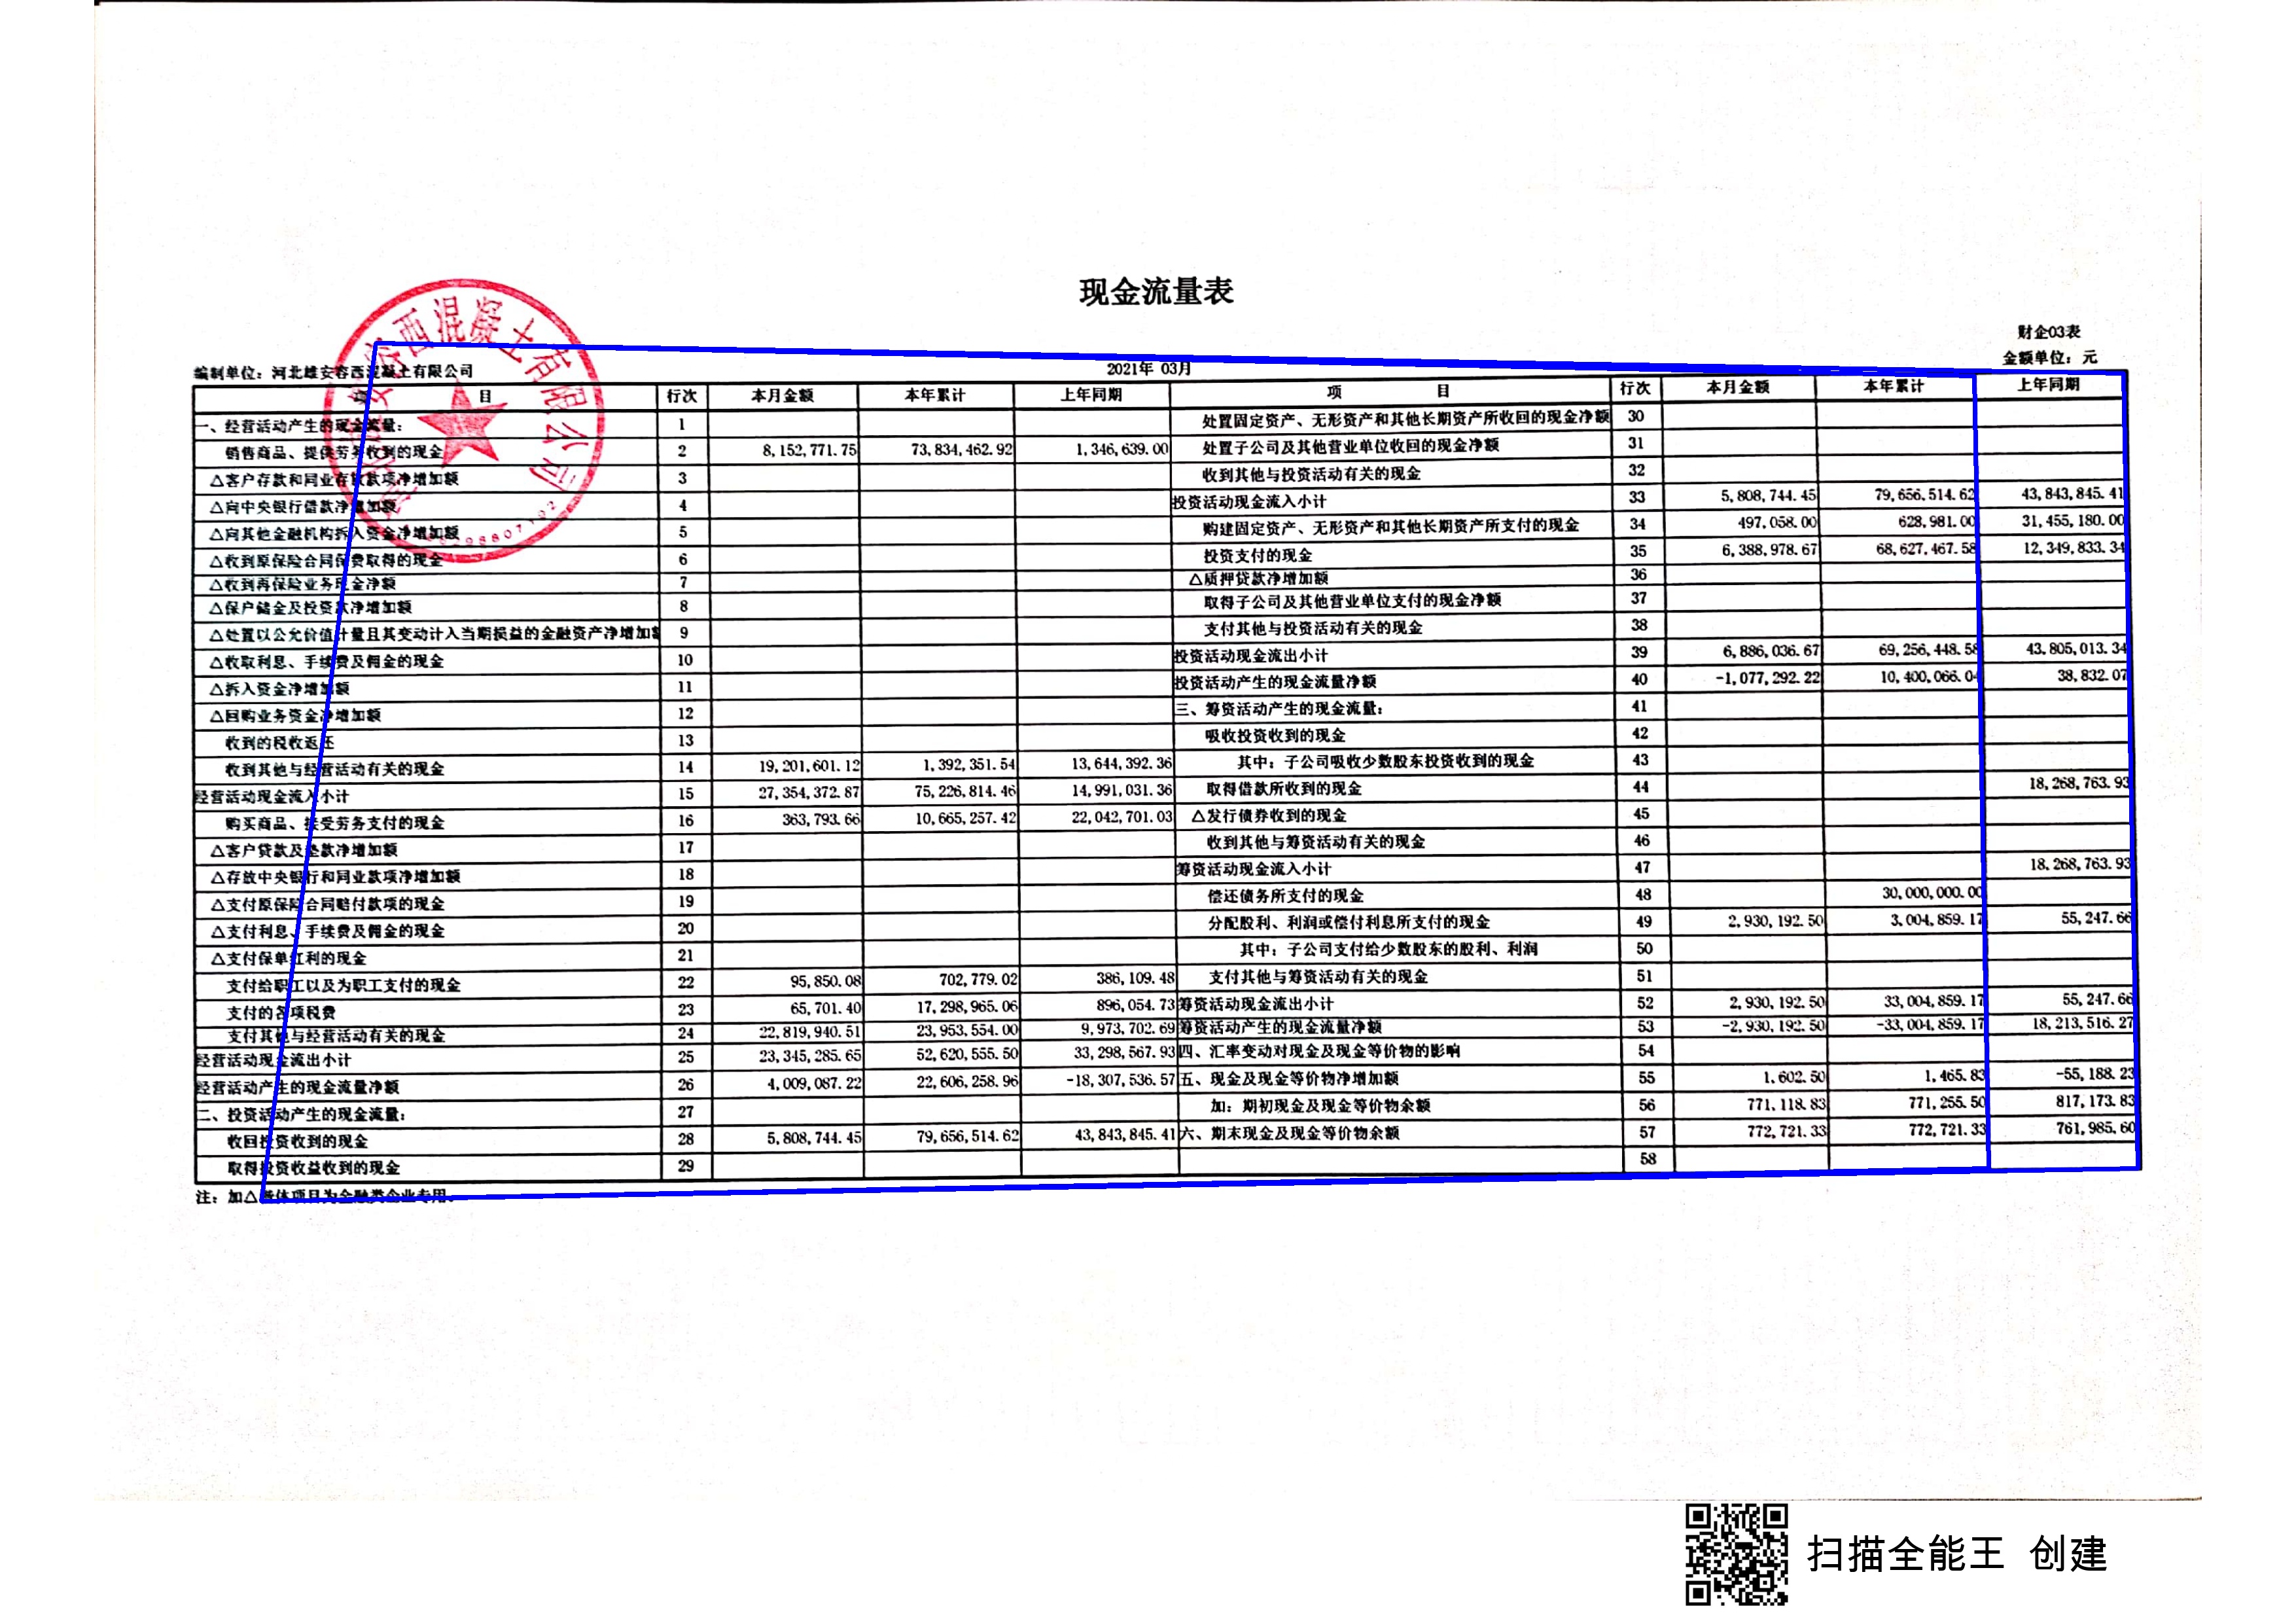 现金流量表
财企03表
编制单位：河北雄安容西混凝土有限公司 2021年 03月 金额单位：元
目 行次 本月金额 本年累计 上年同期 项 目 行次 本月金额 本年累计 上年同期
一、经营活动产生的现金流量： 1 处置固定资产、无形资产和其他长期资产所收回的现金净额 30
销售商品、提供劳务收到的现金 2 8,152,771.75 73,834,462.92 1,346,639.00 处置子公司及其他营业单位收回的现金净额 31
△客户存款和同业存放款项净增加额 3 收到其他与投资活动有关的现金 32
△向中央银行借款净增加额 4 投资活动现金流入小计 33 5,808,744.45 79,656,514.62 43,843,845.41
△向其他金融机构拆入资金净增加额 5 购建固定资产、无形资产和其他长期资产所支付的现金 34 497,058.00 628,981.00 31,455,180.00
△收到原保险合同保费取得的现金 6 投资支付的现金 35 6,388,978.67 68,627,467.58 12,349,833.34
△收到再保险业务现金净额 7 △质押贷款净增加额 36
△保户储金及投资款净增加额 8 取得子公司及其他营业单位支付的现金净额 37
△处置以公允价值计量且其变动计入当期损益的金融资产净增加额 9 支付其他与投资活动有关的现金 38
△收取利息、手续费及佣金的现金 10 投资活动现金流出小计 39 6,886,036.67 69,256,448.58 43,805,013.34
△拆入资金净增加额 11 投资活动产生的现金流量净额 40 -1,077,292.22 10,400,066.04 38,832.07
△回购业务资金净增加额 12 三、筹资活动产生的现金流量： 41
收到的税收返还 13 吸收投资收到的现金 42
收到其他与经营活动有关的现金 14 19,201,601.12 1,392,351.54 13,644,392.36 其中：子公司吸收少数股东投资收到的现金 43
经营活动现金流入小计 15 27,354,372.87 75,226,814.46 14,991,031.36 取得借款所收到的现金 44 18,268,763.93
购买商品、接受劳务支付的现金 16 363,793.66 10,665,257.42 22,042,701.03 △发行债券收到的现金 45
△客户贷款及垫款净增加额 17 收到其他与筹资活动有关的现金 46
△存放中央银行和同业款项净增加额 18 筹资活动现金流入小计 47 18,268,763.93
△支付原保险合同赔付款项的现金 19 偿还债务所支付的现金 48 30,000,000.00
△支付利息、手续费及佣金的现金 20 分配股利、利润或偿付利息所支付的现金 49 2,930,192.50 3,004,859.17 55,247.66
△支付保单红利的现金 21 其中：子公司支付给少数股东的股利、利润 50
支付给职工以及为职工支付的现金 22 95,850.08 702,779.02 386,109.48 支付其他与筹资活动有关的现金 51
支付的各项税费 23 65,701.40 17,298,965.06 896,054.73 筹资活动现金流出小计 52 2,930,192.50 33,004,859.17 55,247.66
支付其他与经营活动有关的现金 24 22,819,940.51 23,953,554.00 9,973,702.69 筹资活动产生的现金流量净额 53 -2,930,192.50 -33,004,859.17 18,213,516.27
经营活动现金流出小计 25 23,345,285.65 52,620,555.50 33,298,567.93 四、汇率变动对现金及现金等价物的影响 54
经营活动产生的现金流量净额 26 4,009,087.22 22,606,258.96 -18,307,536.57 五、现金及现金等价物净增加额 55 1,602.50 1,465.83 -55,188.23
二、投资活动产生的现金流量： 27 加：期初现金及现金等价物余额 56 771,118.83 771,255.50 817,173.83
收回投资收到的现金 28 5,808,744.45 79,656,514.62 43,843,845.41 六、期末现金及现金等价物余额 57 772,721.33 772,721.33 761,985.60
取得投资收益收到的现金 29 58
注：加△楷体项目为金融类企业专用。
扫描全能王 创建